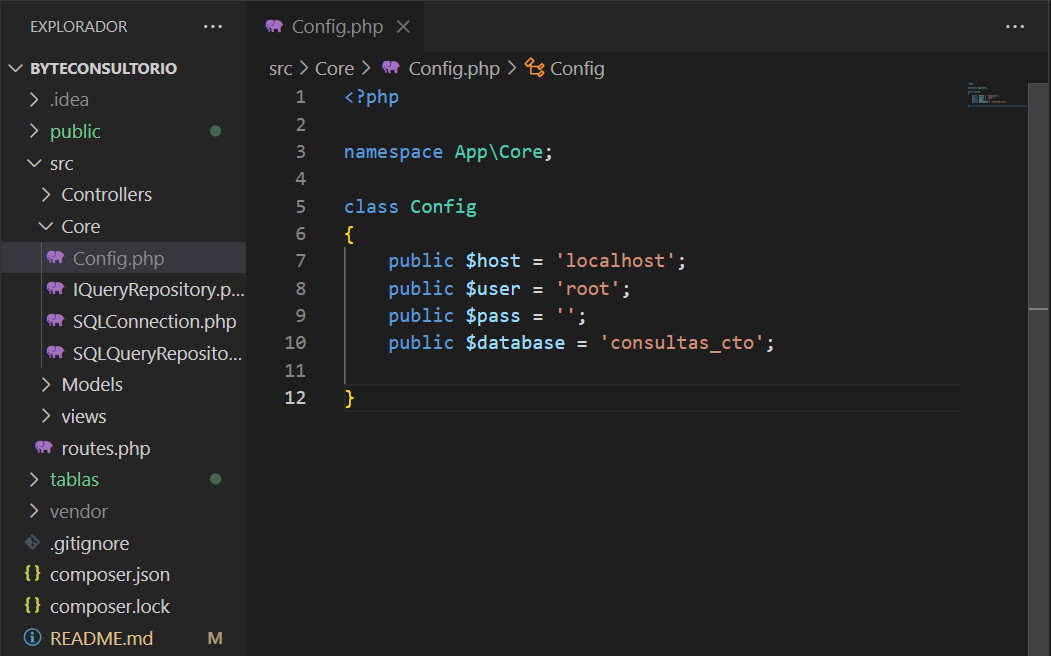 EXPLORADOR
BYTECONSULTORIO
.idea
public
src
Controllers
Core
Config.php
IQueryRepository.p...
SQLConnection.php
SQLQueryReposito...
Models
views
routes.php
tablas
vendor
.gitignore
composer.json
composer.lock
README.md M
Config.php
src > Core > Config.php > Config
1 <?php
2
3 namespace App\Core;
4
5 class Config
6 {
7 public $host = 'localhost';
8 public $user = 'root';
9 public $pass = '';
10 public $database = 'consultas_cto';
11
12 }